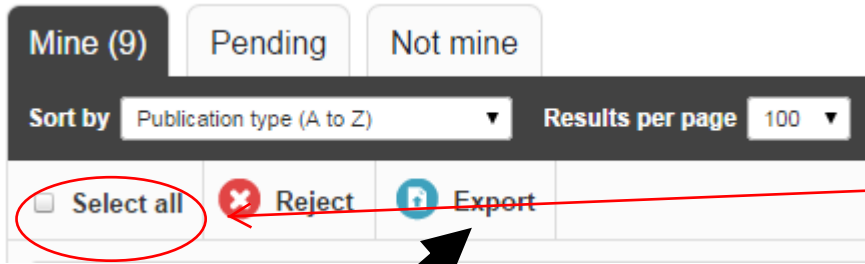 Mine (9) Pending Not mine
Sort by Publication type (A to Z) Results per page 100
Select all Reject Export